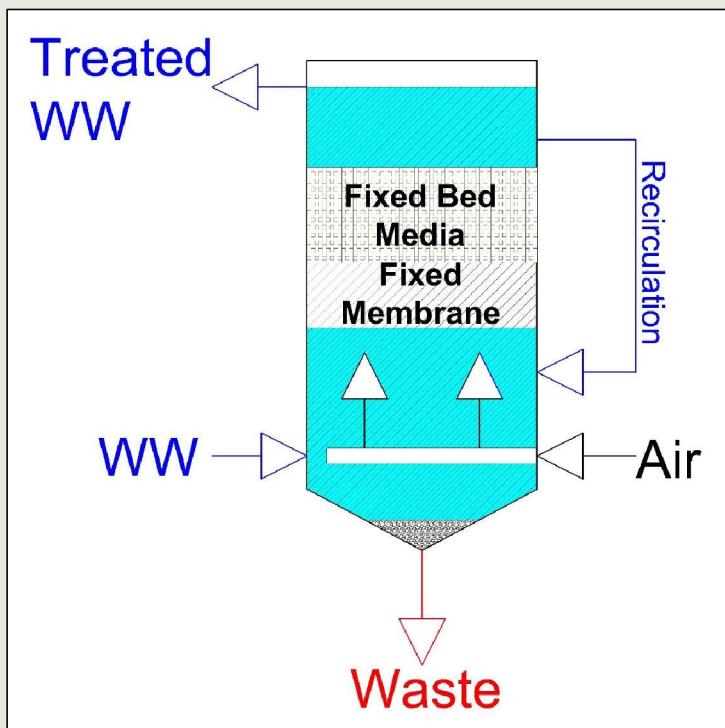 Treated
WW
Recirculation
Fixed Bed
Media
Fixed
Membrane
WW
Air
Waste